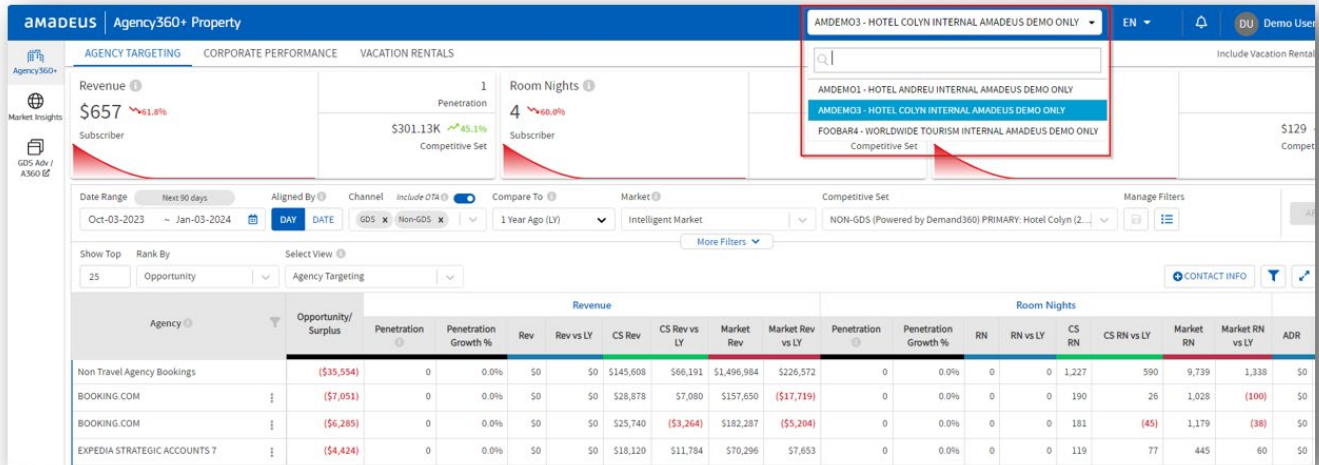 aMaDEUS Agency360+ Property
AMDEMO3 - HOTEL COLYN INTERNAL AMADEUS DEMO ONLY
EN
DU Demo User
AMDEMO1 - HOTEL ANDREU INTERNAL AMADEUS DEMO ONLY
AMDEMO3 - HOTEL COLYN INTERNAL AMADEUS DEMO ONLY
FOOBAR4 - WORLDWIDE TOURISM INTERNAL AMADEUS DEMO ONLY
Agency360+
Market Insights
GDS Adv /
A360
AGENCY TARGETING CORPORATE PERFORMANCE VACATION RENTALS
Include Vacation Rental
Revenue
$657 61.8%
Subscriber
1
Penetration
$301.13K 45.1%
Competitive Set
Room Nights
4 60.0%
Subscriber
Competitive Set
$129
Compet
Date Range Next 90 days Aligned By Channel Include OTA Compare To Market Competitive Set Manage Filters
Oct-03-2023 ~ Jan-03-2024 DAY DATE GDS x Non-GDS x 1 Year Ago (LY) Intelligent Market NON-GDS (Powered by Demand360) PRIMARY: Hotel Colyn (2...
More Filters
Show Top Rank By Select View
25 Opportunity Agency Targeting CONTACT INFO
Revenue Room Nights
Agency Opportunity/ Surplus Penetration Penetration Growth % Rev Rev vs LY CS Rev CS Rev vs LY Market Rev Market Rev vs LY Penetration Penetration Growth % RN RN vs LY CS RN CS RN vs LY Market RN Market RN vs LY ADR
Non Travel Agency Bookings ($35,554) 0 0.0% $0 $0 $145,608 $66,191 $1,496,984 $226,572 0 0.0% 0 0 1,227 590 9,739 1,338 $0
BOOKING.COM ($7,051) 0 0.0% $0 $0 $28,878 $7,080 $157,650 ($17,719) 0 0.0% 0 0 190 26 1,028 (100) $0
BOOKING.COM ($6,285) 0 0.0% $0 $0 $25,740 ($3,264) $182,287 ($5,204) 0 0.0% 0 0 181 (45) 1,179 (38) $0
EXPEDIA STRATEGIC ACCOUNTS 7 ($4,424) 0 0.0% $0 $0 $18,120 $11,784 $70,296 $7,653 0 0.0% 0 0 119 77 445 60 $0